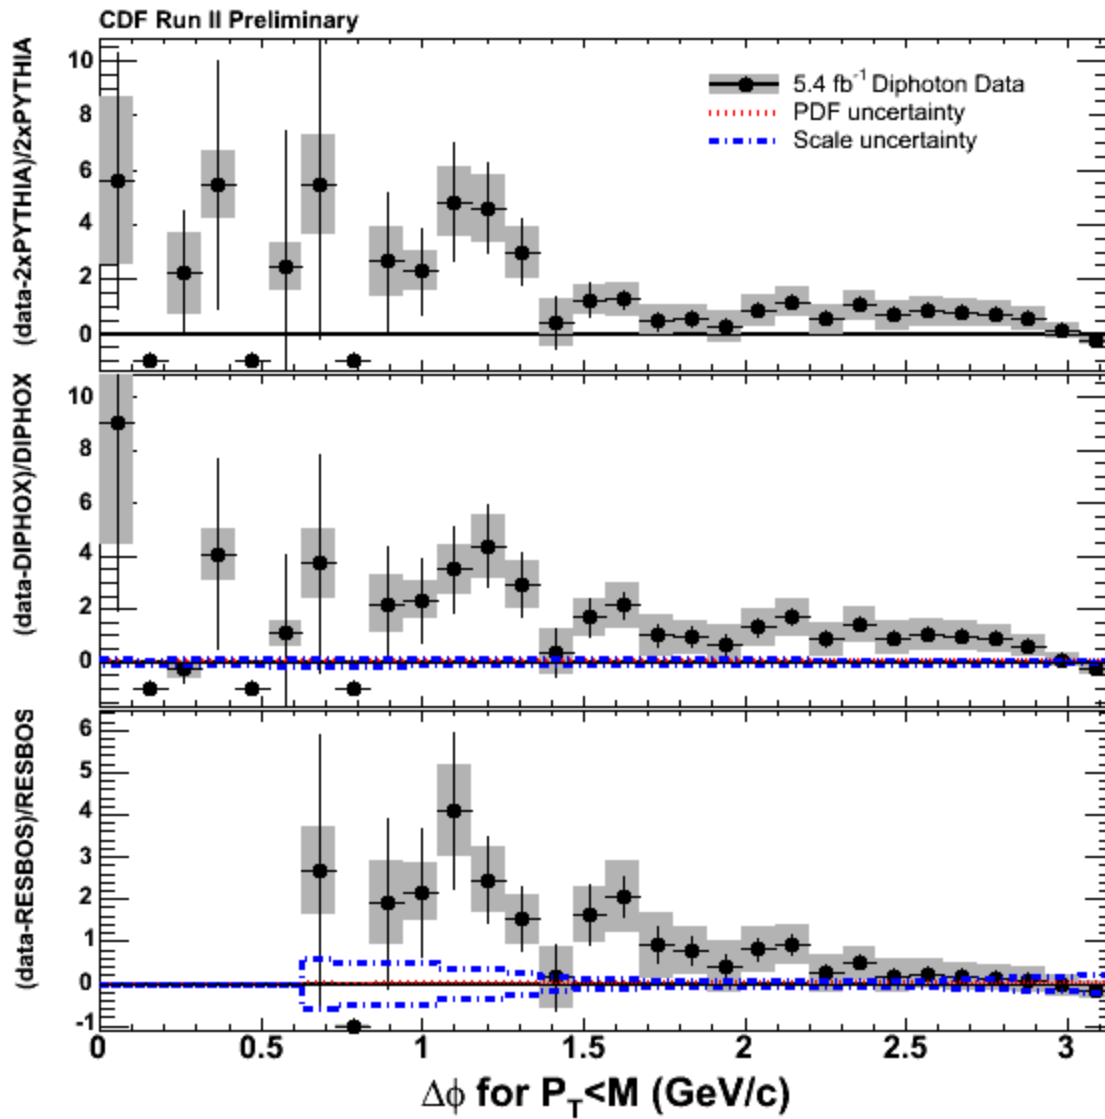 CDF Run II Preliminary
(data-2xPYTHIA)/2xPYTHIA
10
8
6
4
2
0
5.4 fb⁻¹ Diphoton Data
PDF uncertainty
Scale uncertainty
(data-DIPHOX)/DIPHOX
10
8
6
4
2
0
(data-RESBOS)/RESBOS
6
5
4
3
2
1
0
-1
0 0.5 1 1.5 2 2.5 3
Δϕ for P_T<M (GeV/c)